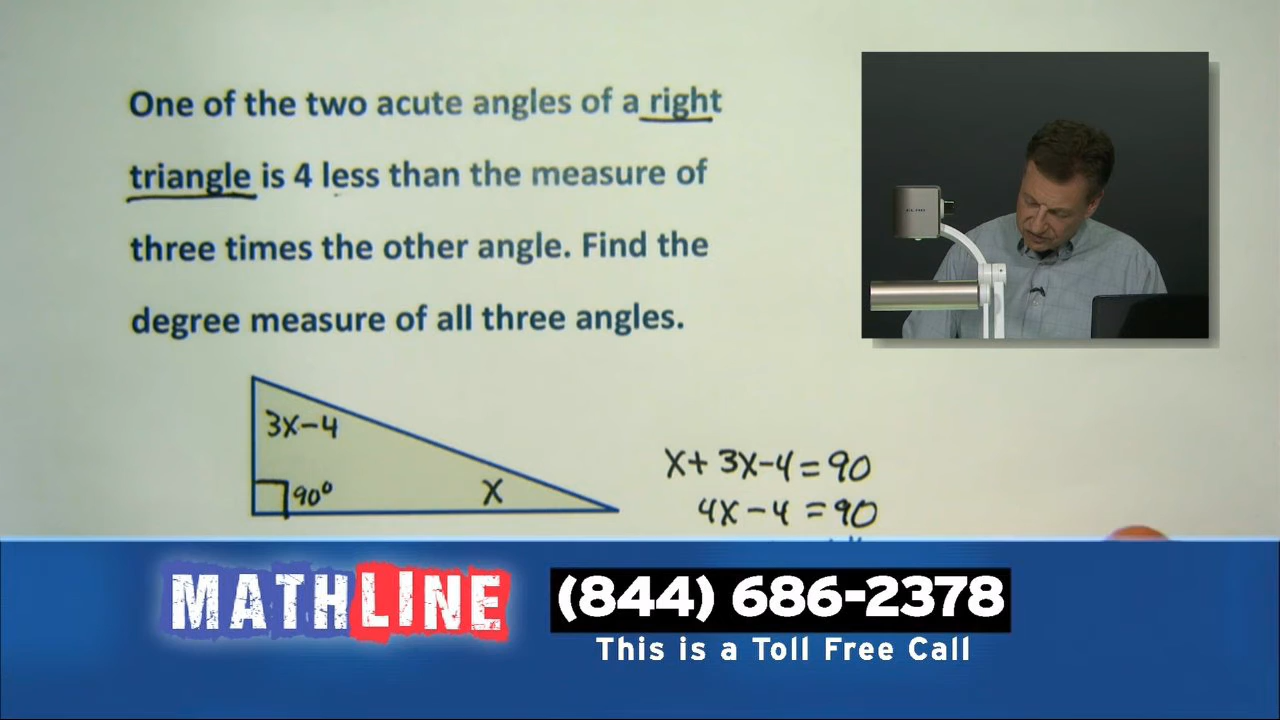 One of the two acute angles of a right
triangle is 4 less than the measure of
three times the other angle. Find the
degree measure of all three angles.
3x-4
90°
x
x+3x-4=90
4x-4=90
MATHLINE
(844) 686-2378
This is a Toll Free Call
ELMO